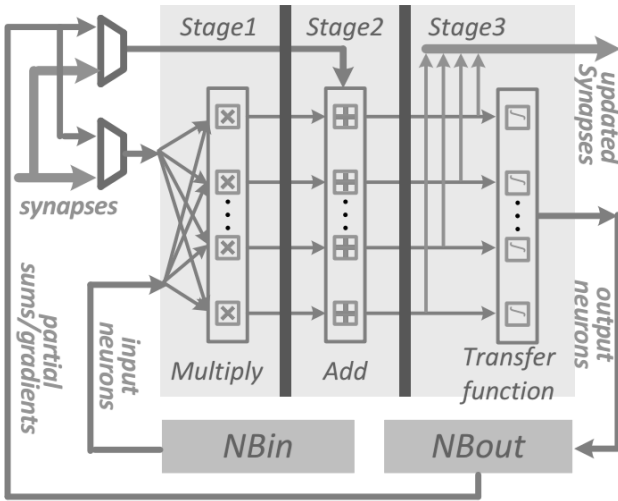 Stage1
Stage2
Stage3
updated
Synapses
synapses
partial
sums/gradients
input
neurons
output
neurons
Multiply
Add
Transfer
function
NBin
NBout